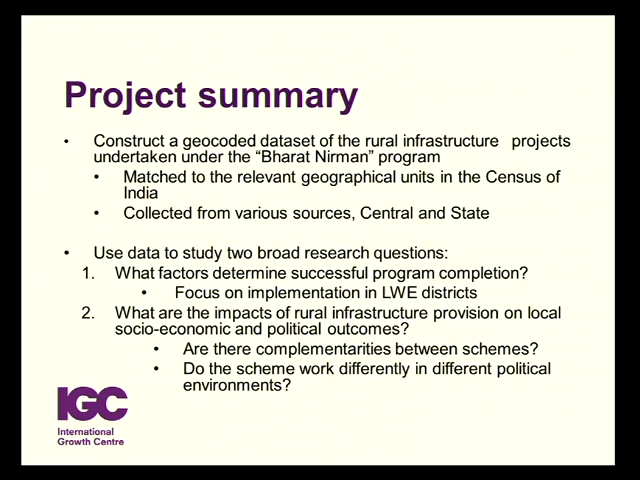 Project summary
• Construct a geocoded dataset of the rural infrastructure projects
undertaken under the “Bharat Nirman” program
• Matched to the relevant geographical units in the Census of
India
• Collected from various sources, Central and State
• Use data to study two broad research questions:
1. What factors determine successful program completion?
• Focus on implementation in LWE districts
2. What are the impacts of rural infrastructure provision on local
socio-economic and political outcomes?
• Are there complementarities between schemes?
• Do the scheme work differently in different political
environments?
IGC
International
Growth Centre